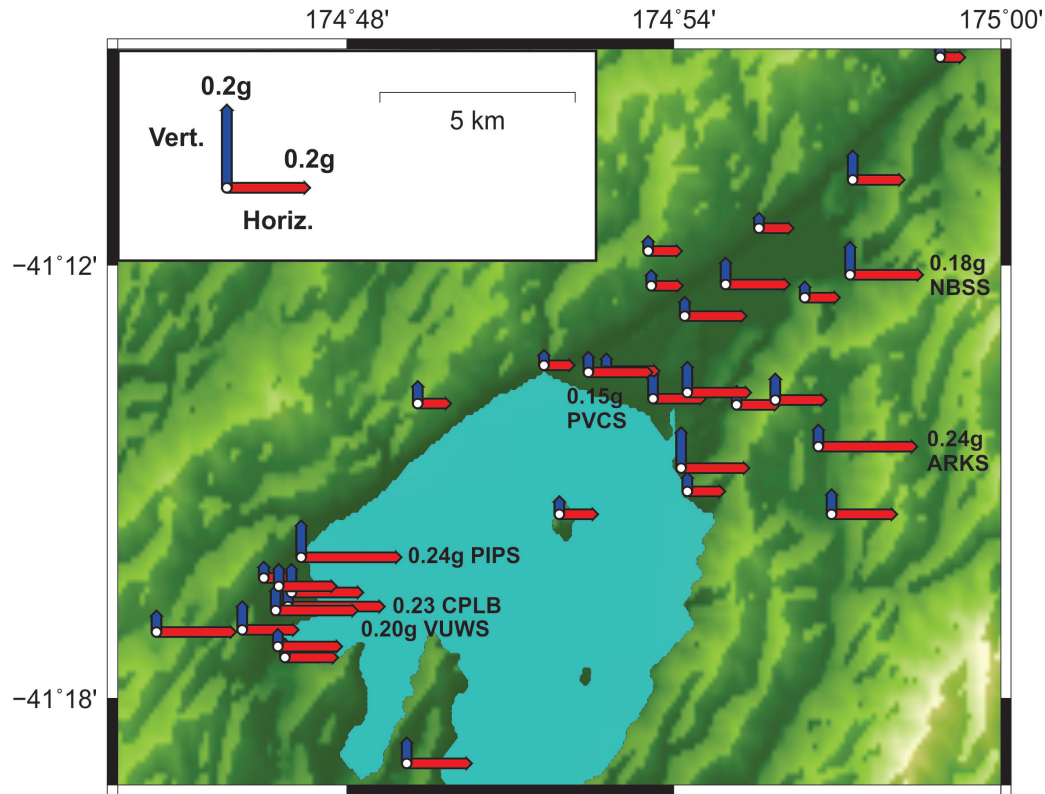 174˚48'
174˚54'
175˚00'
0.2g
Vert.
0.2g
Horiz.
5 km
−41˚12'
0.18g
NBSS
0.15g
PVCS
0.24g
ARKS
0.24g PIPS
0.23 CPLB
0.20g VUWS
−41˚18'